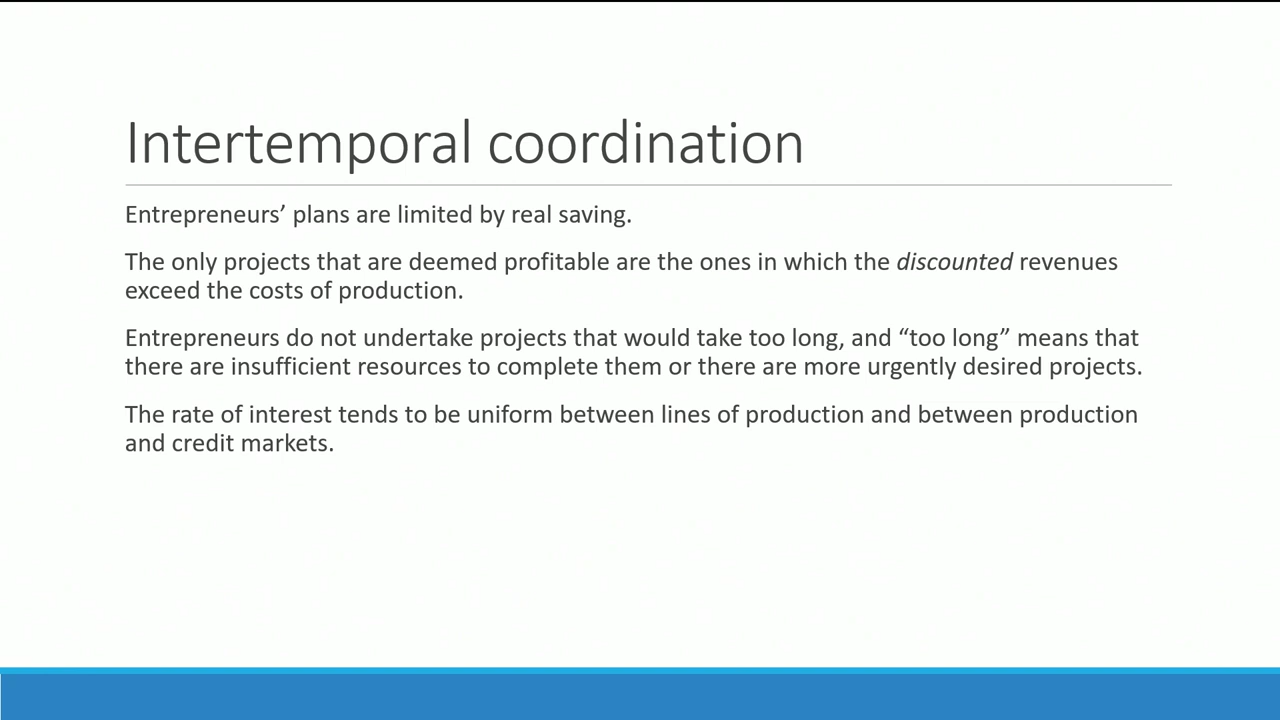 Intertemporal coordination
Entrepreneurs’ plans are limited by real saving.
The only projects that are deemed profitable are the ones in which the discounted revenues
exceed the costs of production.
Entrepreneurs do not undertake projects that would take too long, and “too long” means that
there are insufficient resources to complete them or there are more urgently desired projects.
The rate of interest tends to be uniform between lines of production and between production
and credit markets.